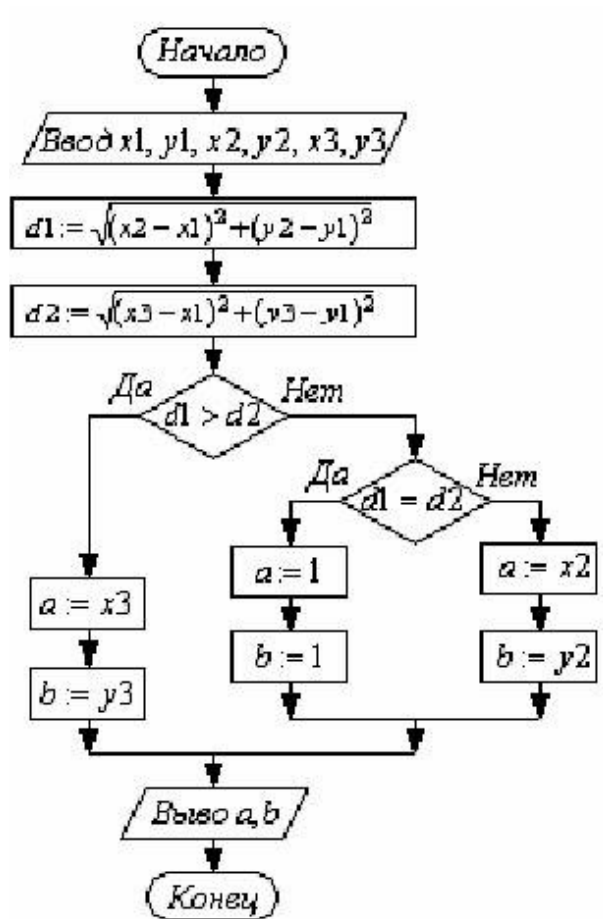 Начало
Ввод x1, y1, x2, y2, x3, y3
d1 := √(x2 − x1)² + (y2 − y1)²
d2 := √(x3 − x1)² + (y3 − y1)²
Да
Нет
d1 > d2
Да
Нет
d1 = d2
a := x3
a := 1
a := x2
b := y3
b := 1
b := y2
Выво a,b
Конец